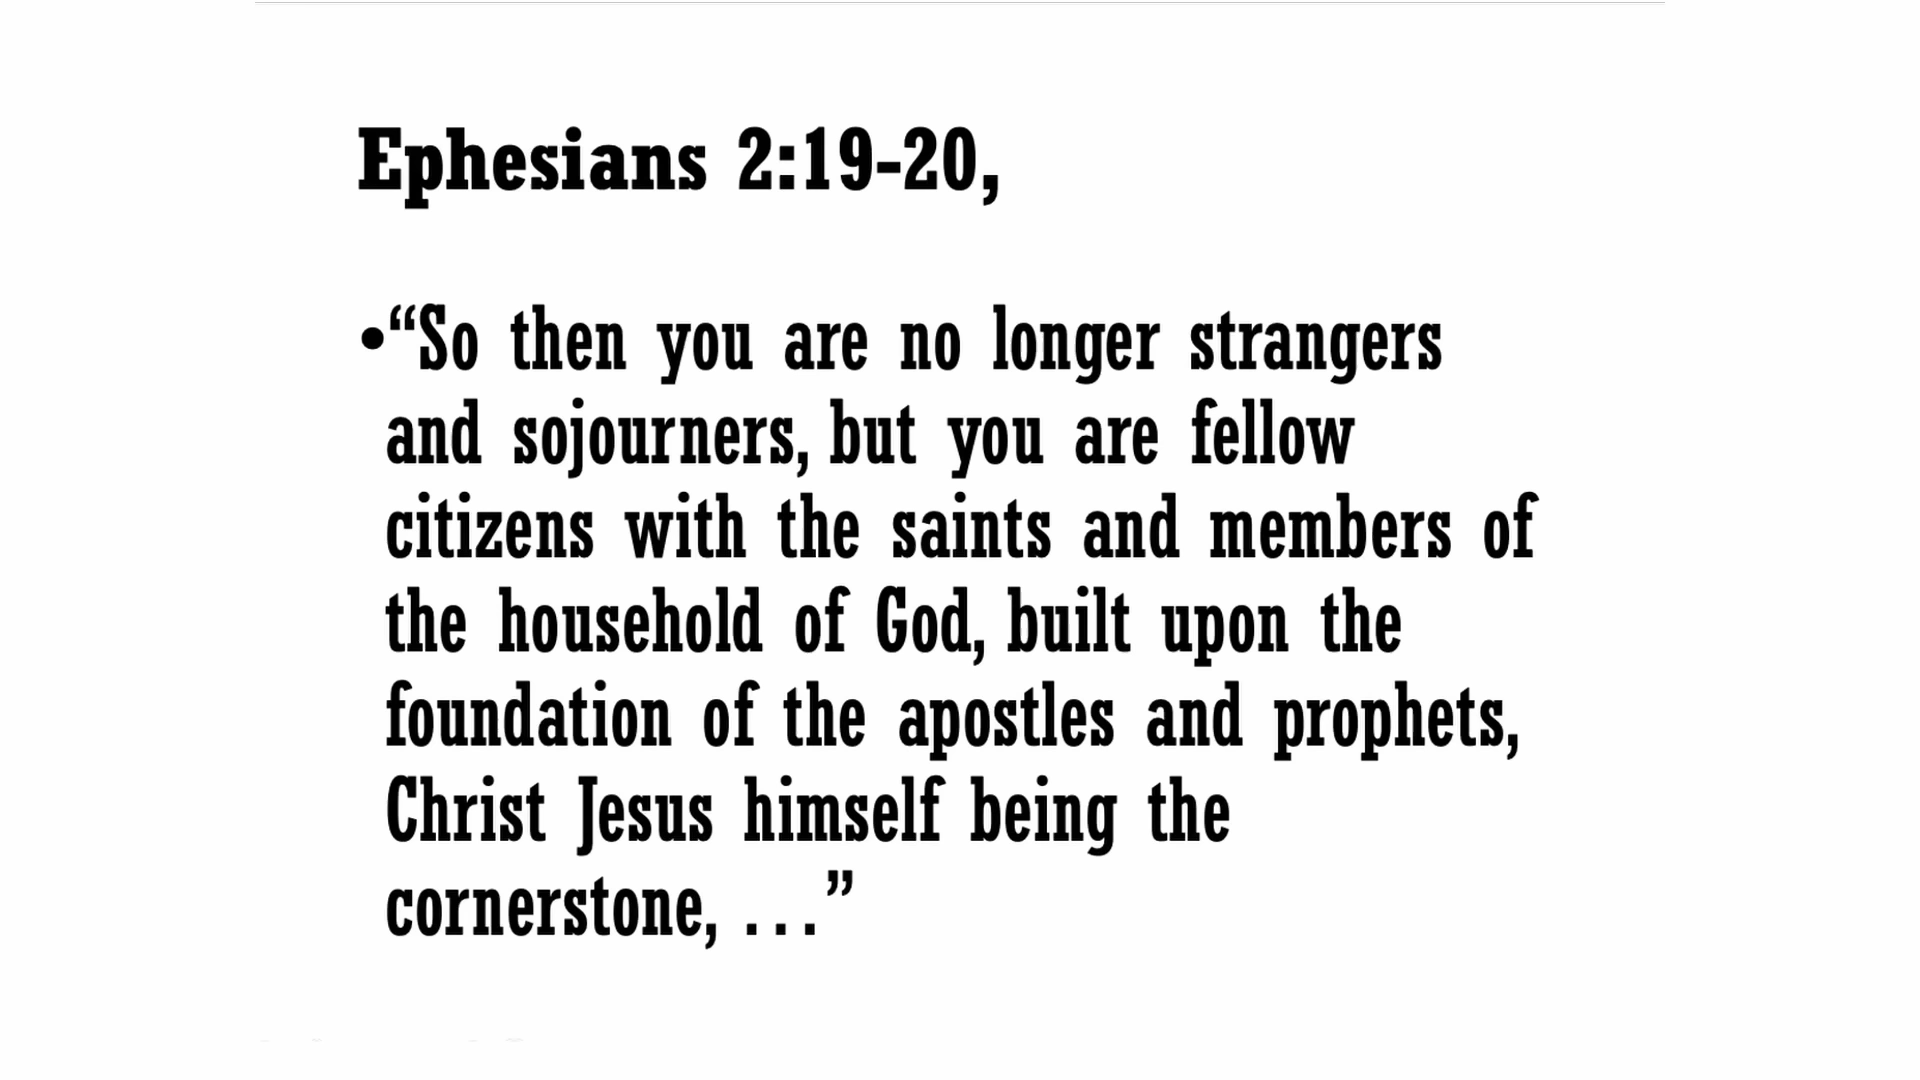 Ephesians 2:19-20,
•“So then you are no longer strangers
and sojourners, but you are fellow
citizens with the saints and members of
the household of God, built upon the
foundation of the apostles and prophets,
Christ Jesus himself being the
cornerstone, . . .”